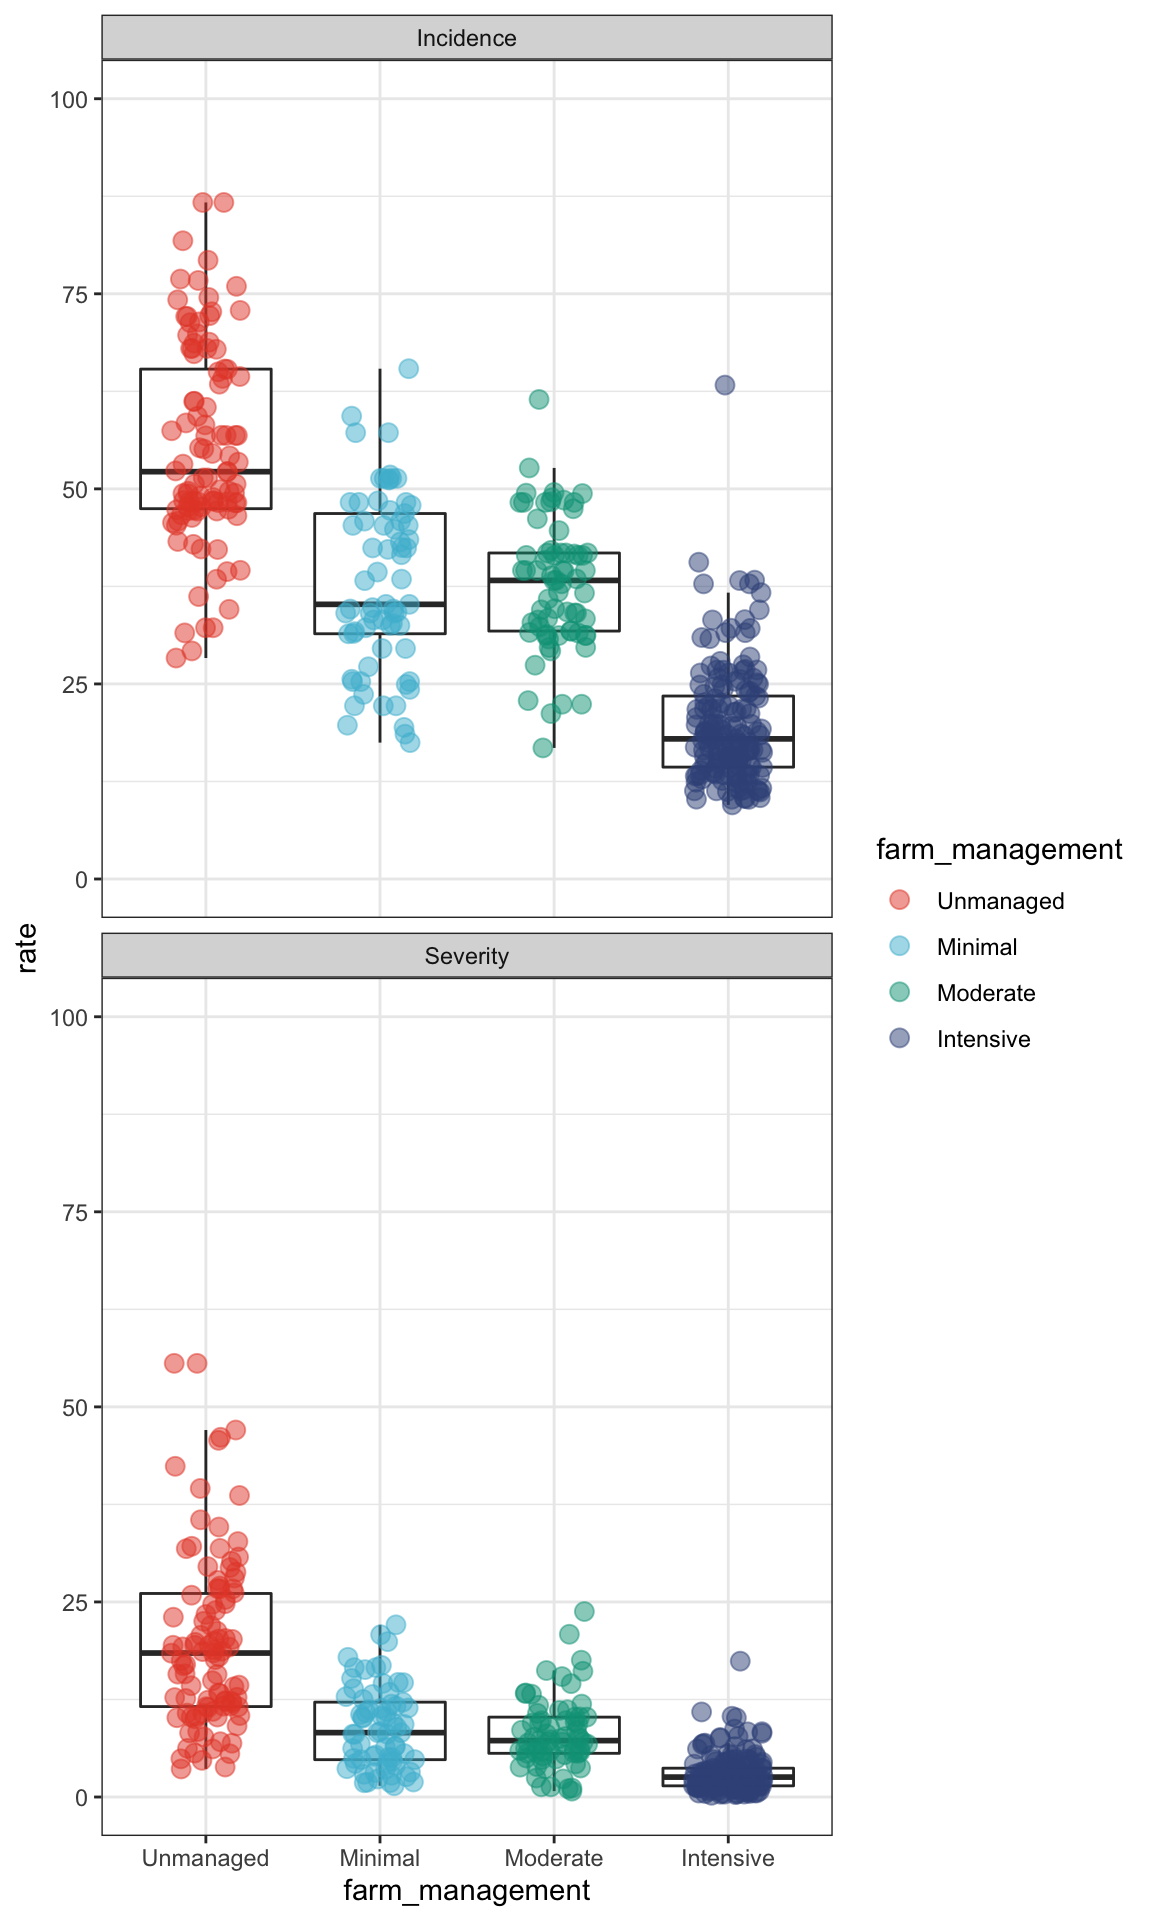 Incidence
100
75
50
25
0
rate
Severity
100
75
50
25
0
Unmanaged Minimal Moderate Intensive
farm_management
farm_management
Unmanaged
Minimal
Moderate
Intensive